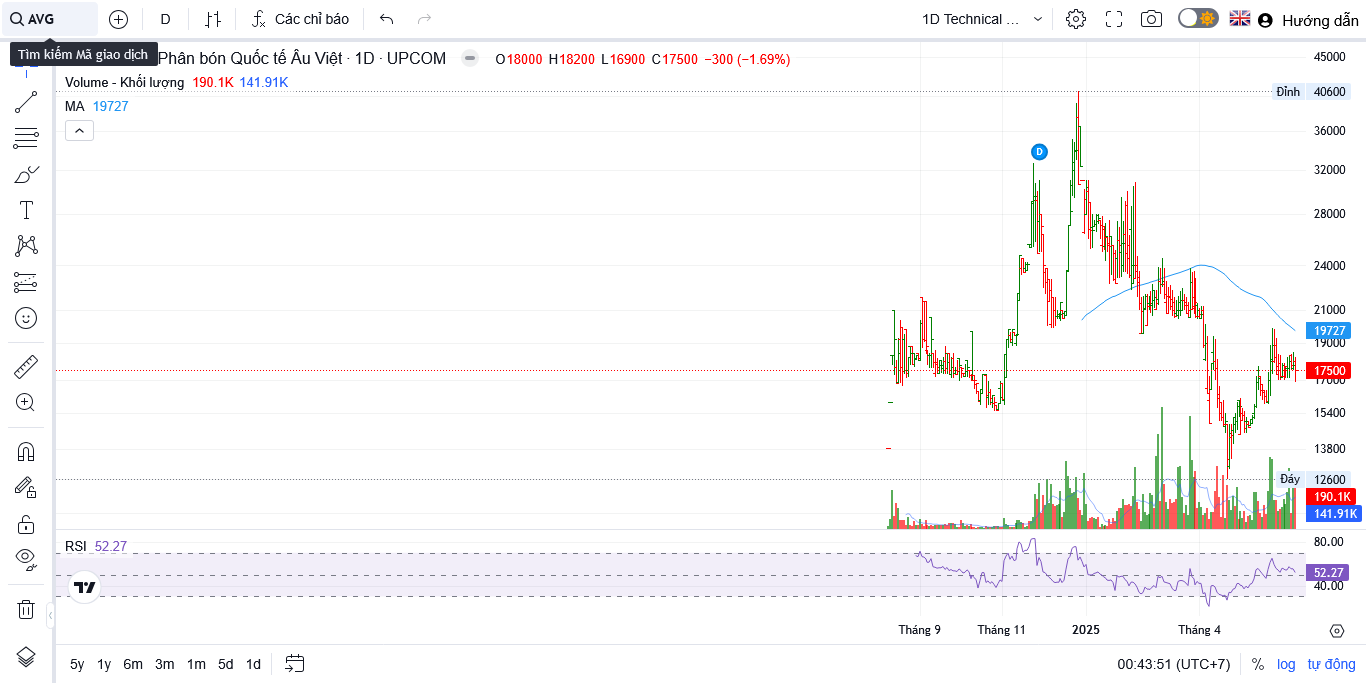 AVG
D
Các chỉ báo
1D Technical ...
Hướng dẫn
Tìm kiếm Mã giao dịch
Phân bón Quốc tế Âu Việt · 1D · UPCOM
O18000 H18200 L16900 C17500 −300 (−1.69%)
Volume - Khối lượng 190.1K 141.91K
MA 19727
45000
Đỉnh 40600
36000
D
32000
28000
24000
21000
19727
19000
17500
17000
15400
13800
Đáy 12600
190.1K
141.91K
RSI 52.27
80.00
52.27
40.00
Tháng 9 Tháng 11 2025 Tháng 4
5y 1y 6m 3m 1m 5d 1d
00:43:51 (UTC+7) % log tự động